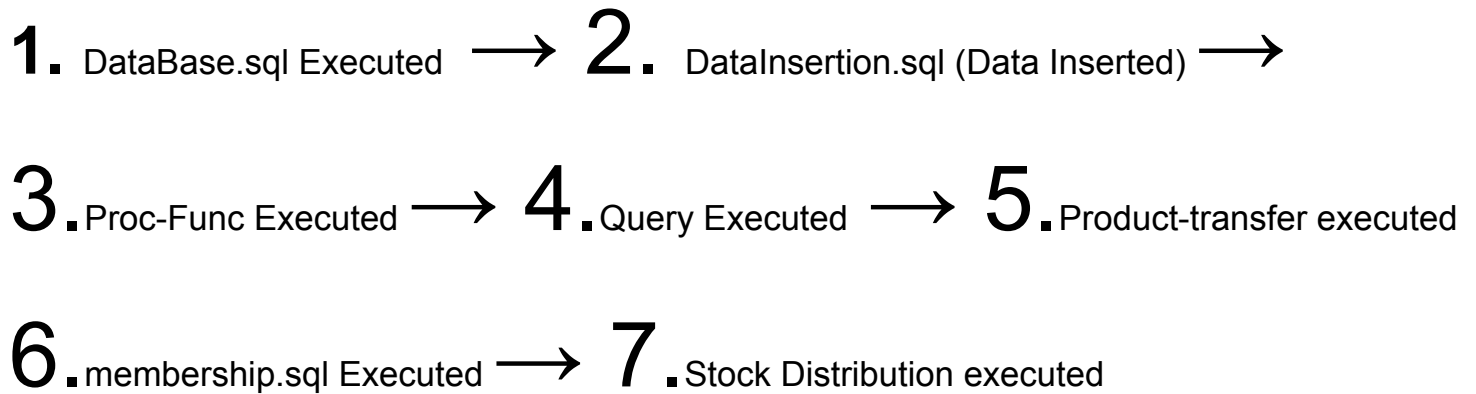 1. DataBase.sql Executed → 2. DataInsertion.sql (Data Inserted) →
3.Proc-Func Executed → 4.Query Executed → 5.Product-transfer executed
6.membership.sql Executed → 7.Stock Distribution executed